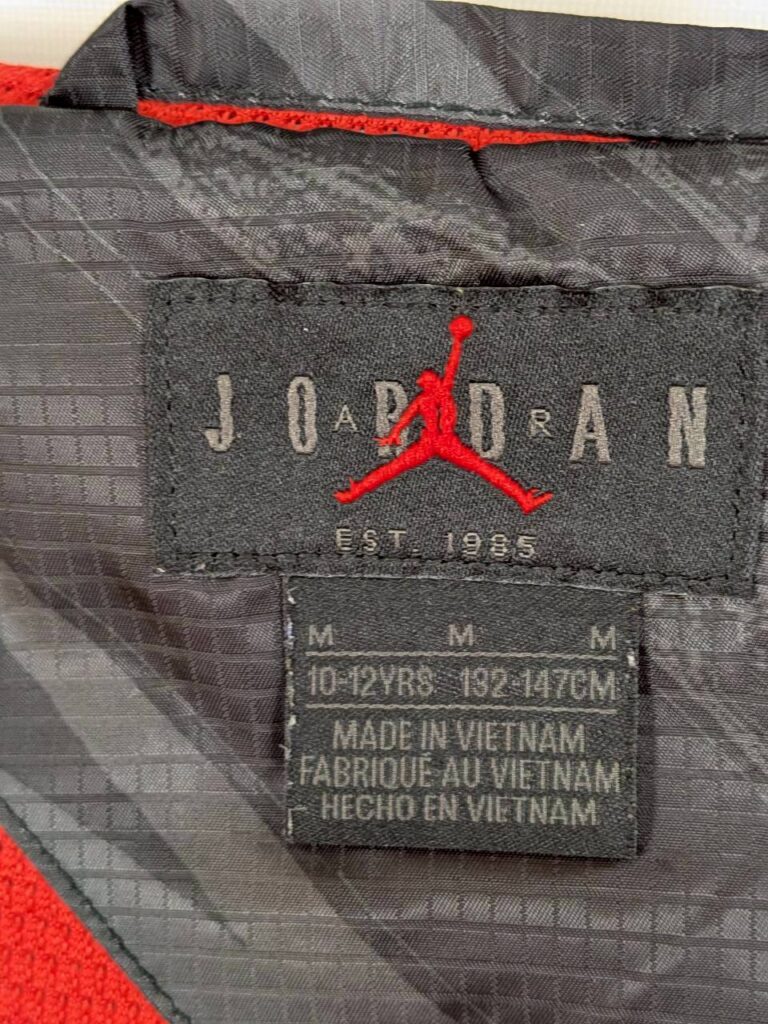 JORDAN
AIR
EST. 1985
M M M
10-12YRS 132-147CM
MADE IN VIETNAM
FABRIQUÉ AU VIETNAM
HECHO EN VIETNAM